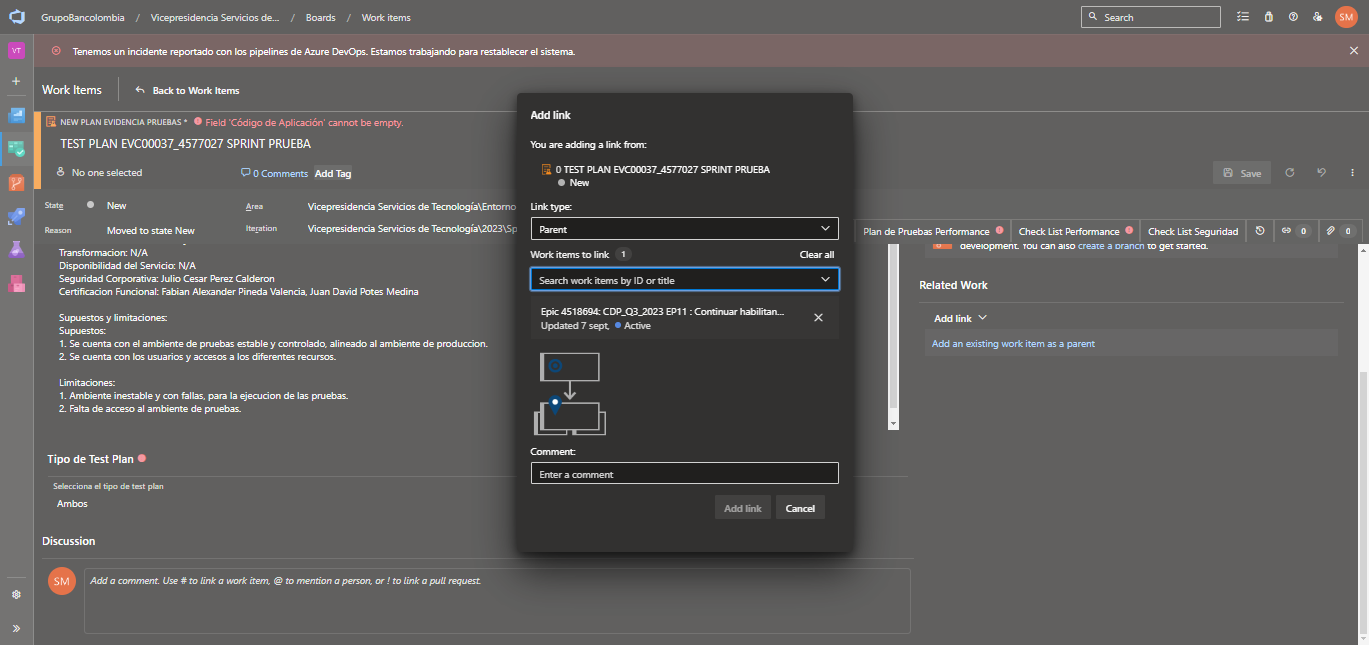 GrupoBancolombia / Vicepresidencia Servicios de... / Boards / Work items
Search
SM
VT
Tenemos un incidente reportado con los pipelines de Azure DevOps. Estamos trabajando para restablecer el sistema.
Work Items
Back to Work Items
NEW PLAN EVIDENCIA PRUEBAS *
Field 'Código de Aplicación' cannot be empty.
TEST PLAN EVC00037_4577027 SPRINT PRUEBA
No one selected
0 Comments
Add Tag
Save
State
New
Area
Vicepresidencia Servicios de Tecnología\Entorno
Reason
Moved to state New
Iteration
Vicepresidencia Servicios de Tecnología\2023\Sp
Plan de Pruebas Performance
Check List Performance
Check List Seguridad
0
0
Transformacion: N/A
Disponibilidad del Servicio: N/A
Seguridad Corporativa: Julio Cesar Perez Calderon
Certificacion Funcional: Fabian Alexander Pineda Valencia, Juan David Potes Medina
Supuestos y limitaciones:
Supuestos:
1. Se cuenta con el ambiente de pruebas estable y controlado, alineado al ambiente de produccion.
2. Se cuenta con los usuarios y accesos a los diferentes recursos.
Limitaciones:
1. Ambiente inestable y con fallas, para la ejecucion de las pruebas.
2. Falta de acceso al ambiente de pruebas.
Tipo de Test Plan
Selecciona el tipo de test plan
Ambos
Discussion
SM
Add a comment. Use # to link a work item, @ to mention a person, or ! to link a pull request.
Add link
You are adding a link from:
0 TEST PLAN EVC00037_4577027 SPRINT PRUEBA
New
Link type:
Parent
Work items to link 1
Clear all
Search work items by ID or title
Epic 4518694: CDP_Q3_2023 EP11 : Continuar habilitan...
Updated 7 sept, Active
Comment:
Enter a comment
Add link
Cancel
development. You can also create a branch to get started.
Related Work
Add link
Add an existing work item as a parent